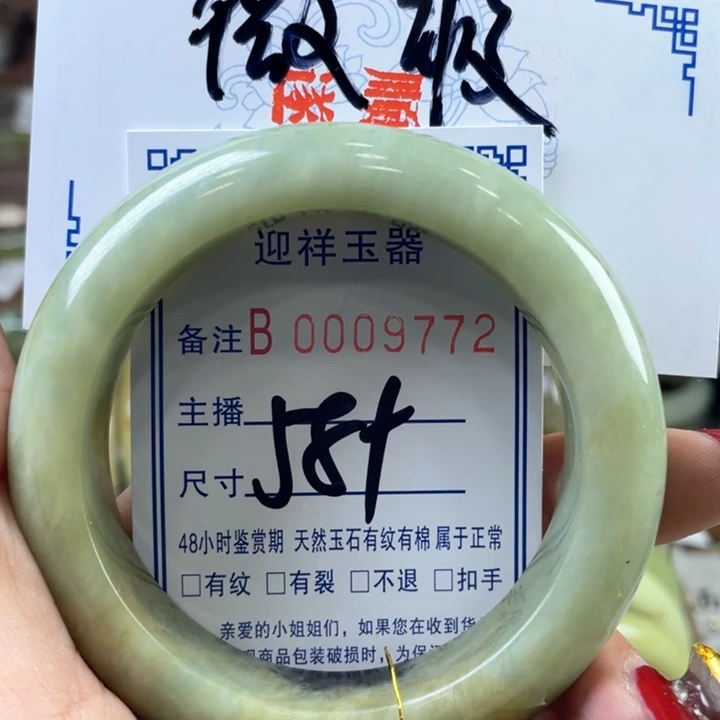 微瑕
迎祥玉器
备注B 0009772
主播
尺寸 584
48小时鉴赏期 天然玉石有纹有棉 属于正常
□有纹 □有裂 □不退 □扣手
亲爱的小姐姐们，如果您在收到货
商品包装破损时，为保